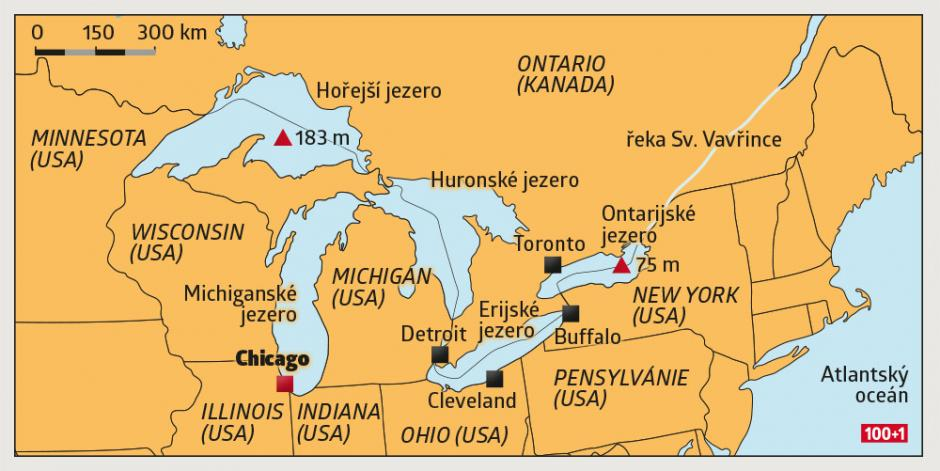 0 150 300 km
ONTARIO
(KANADA)
Hořejší jezero
183 m
MINNESOTA
(USA)
řeka Sv. Vavřince
Huronské jezero
Ontarijské
jezero
WISCONSIN
(USA)
Toronto
75 m
MICHIGAN
(USA)
Michiganské
jezero
NEW YORK
(USA)
Erijské
jezero
Detroit
Buffalo
Chicago
PENSYLVÁNIE
(USA)
Atlantský
oceán
Cleveland
ILLINOIS
(USA)
INDIANA
(USA)
OHIO (USA)
100+1